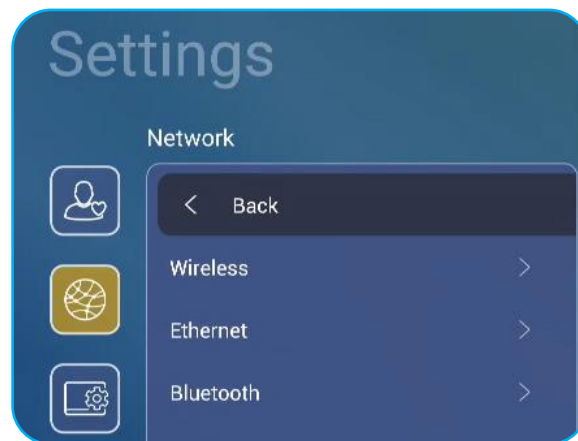 Settings
Network
Back
Wireless
Ethernet
Bluetooth